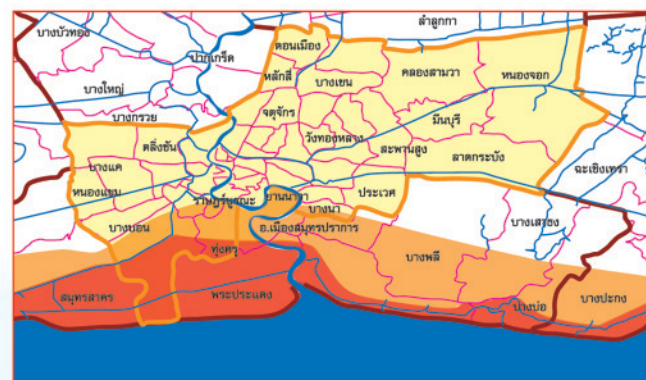 ลำลูกกา
บางบัวทอง
ดอนเมือง
ปากเกร็ด
หลักสี่
คลองสามวา
หนองจอก
บางเขน
บางใหญ่
จตุจักร
บางกรวย
มีนบุรี
วังทองหลาง
ตลิ่งชัน
สะพานสูง
ลาดกระบัง
บางแค
ฉะเชิงเทรา
หนองแขม
ประเวศ
ราษฎร์บูรณะ
ยานนาวา
บางนา
บางเสาธง
บางบอน
อ.เมืองสมุทรปราการ
ทุ่งครุ
บางพลี
สมุทรสาคร
พระประแดง
บางบ่อ
บางปะกง